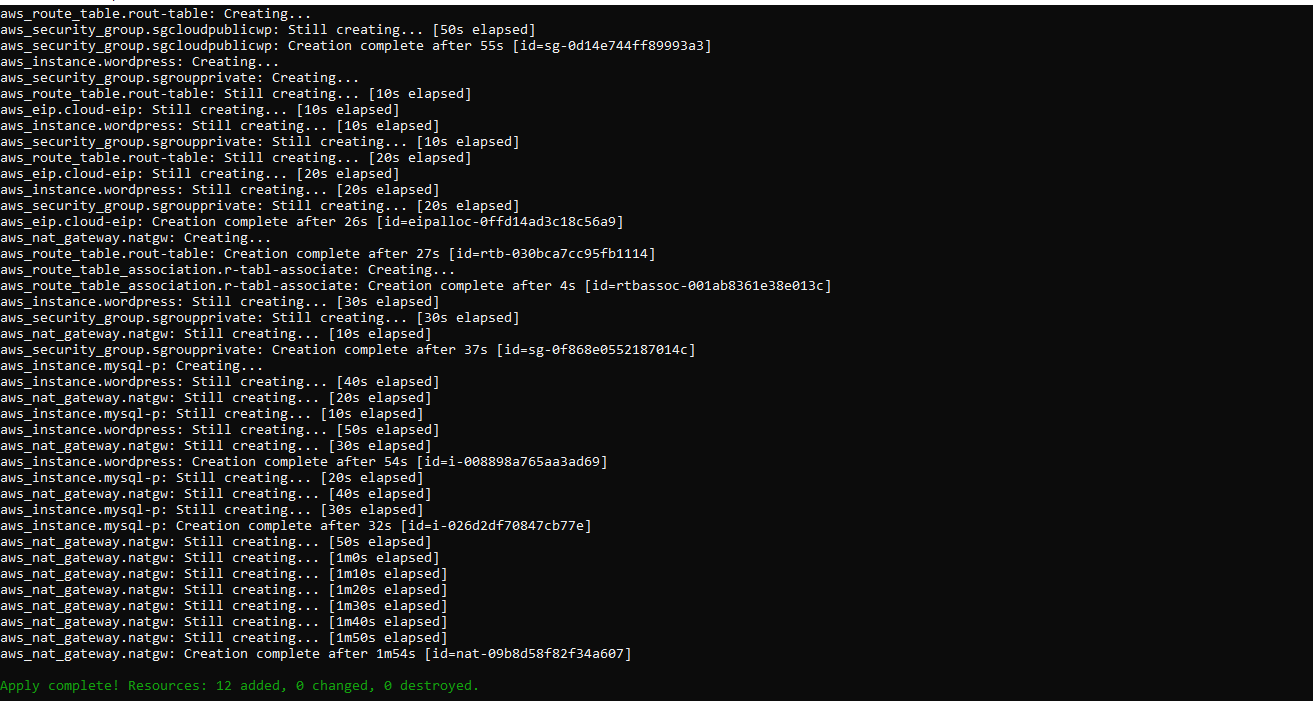 aws_route_table.rout-table: Creating...
aws_security_group.sgcloudpublicwp: Still creating... [50s elapsed]
aws_security_group.sgcloudpublicwp: Creation complete after 55s [id=sg-0d14e744ff89993a3]
aws_instance.wordpress: Creating...
aws_security_group.sgroupprivate: Creating...
aws_route_table.rout-table: Still creating... [10s elapsed]
aws_eip.cloud-eip: Still creating... [10s elapsed]
aws_instance.wordpress: Still creating... [10s elapsed]
aws_security_group.sgroupprivate: Still creating... [10s elapsed]
aws_route_table.rout-table: Still creating... [20s elapsed]
aws_eip.cloud-eip: Still creating... [20s elapsed]
aws_instance.wordpress: Still creating... [20s elapsed]
aws_security_group.sgroupprivate: Still creating... [20s elapsed]
aws_eip.cloud-eip: Creation complete after 26s [id=eipalloc-0ffd14ad3c18c56a9]
aws_nat_gateway.natgw: Creating...
aws_route_table.rout-table: Creation complete after 27s [id=rtb-030bca7cc95fb1114]
aws_route_table_association.r-tabl-associate: Creating...
aws_route_table_association.r-tabl-associate: Creation complete after 4s [id=rtbassoc-001ab8361e38e013c]
aws_instance.wordpress: Still creating... [30s elapsed]
aws_security_group.sgroupprivate: Still creating... [30s elapsed]
aws_nat_gateway.natgw: Still creating... [10s elapsed]
aws_security_group.sgroupprivate: Creation complete after 37s [id=sg-0f868e0552187014c]
aws_instance.mysql-p: Creating...
aws_instance.wordpress: Still creating... [40s elapsed]
aws_nat_gateway.natgw: Still creating... [20s elapsed]
aws_instance.mysql-p: Still creating... [10s elapsed]
aws_instance.wordpress: Still creating... [50s elapsed]
aws_nat_gateway.natgw: Still creating... [30s elapsed]
aws_instance.wordpress: Creation complete after 54s [id=i-008898a765aa3ad69]
aws_instance.mysql-p: Still creating... [20s elapsed]
aws_nat_gateway.natgw: Still creating... [40s elapsed]
aws_instance.mysql-p: Still creating... [30s elapsed]
aws_instance.mysql-p: Creation complete after 32s [id=i-026d2df70847cb77e]
aws_nat_gateway.natgw: Still creating... [50s elapsed]
aws_nat_gateway.natgw: Still creating... [1m0s elapsed]
aws_nat_gateway.natgw: Still creating... [1m10s elapsed]
aws_nat_gateway.natgw: Still creating... [1m20s elapsed]
aws_nat_gateway.natgw: Still creating... [1m30s elapsed]
aws_nat_gateway.natgw: Still creating... [1m40s elapsed]
aws_nat_gateway.natgw: Still creating... [1m50s elapsed]
aws_nat_gateway.natgw: Creation complete after 1m54s [id=nat-09b8d58f82f34a607]
Apply complete! Resources: 12 added, 0 changed, 0 destroyed.